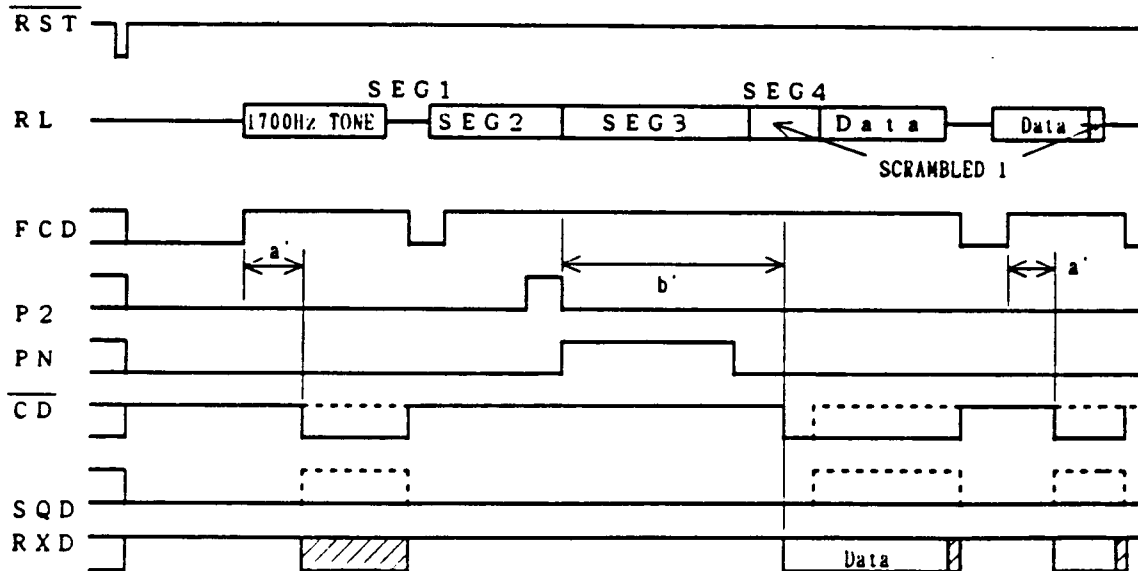 RST
SEG1 SEG4
RL 1700Hz TONE SEG2 SEG3 Data Data
SCRAMBLED 1
FCD
a' b' a'
P2
PN
CD
SQD
RXD Data